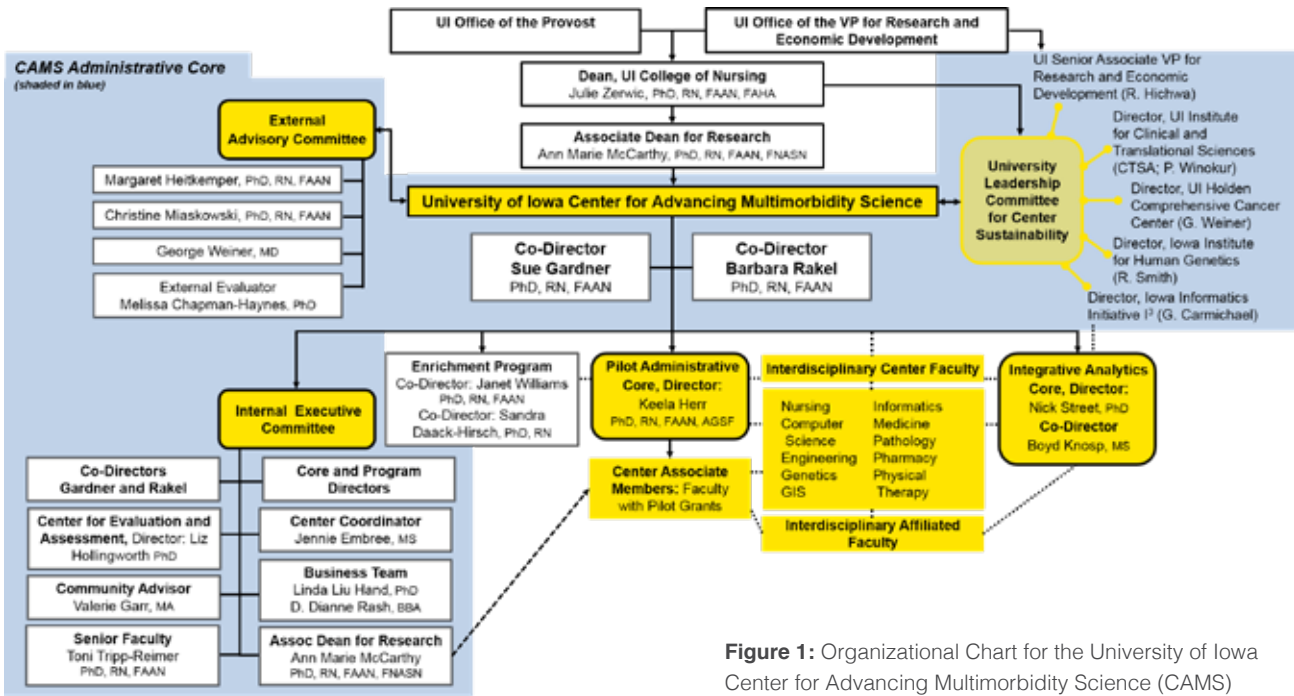 UI Office of the Provost
UI Office of the VP for Research and
Economic Development
CAMS Administrative Core
(shaded in blue)
Dean, UI College of Nursing
Julie Zerwic, PhD, RN, FAAN, FAHA
Associate Dean for Research
Ann Marie McCarthy, PhD, RN, FAAN, FNASN
External
Advisory Committee
Margaret Heitkemper, PhD, RN, FAAN
Christine Miaskowski, PhD, RN, FAAN
George Weiner, MD
External Evaluator
Melissa Chapman-Haynes, PhD
University of Iowa Center for Advancing Multimorbidity Science
Co-Director
Sue Gardner
PhD, RN, FAAN
Co-Director
Barbara Rakel
PhD, RN, FAAN
University
Leadership
Committee
for Center
Sustainability
UI Senior Associate VP for
Research and Economic
Development (R. Hichwa)
Director, UI Institute
for Clinical and
Translational Sciences
(CTSA; P. Winokur)
Director, UI Holden
Comprehensive Cancer
Center (G. Weiner)
Director, Iowa Institute
for Human Genetics
(R. Smith)
Director, Iowa Informatics
Initiative I³ (G. Carmichael)
Internal Executive
Committee
Enrichment Program
Co-Director: Janet Williams
PhD, RN, FAAN
Co-Director: Sandra
Daack-Hirsch, PhD, RN
Pilot Administrative
Core, Director:
Keela Herr
PhD, RN, FAAN, AGSF
Center Associate
Members: Faculty
with Pilot Grants
Interdisciplinary Center Faculty
Nursing
Computer
Science
Engineering
Genetics
GIS
Informatics
Medicine
Pathology
Pharmacy
Physical
Therapy
Interdisciplinary Affiliated
Faculty
Integrative Analytics
Core, Director:
Nick Street, PhD
Co-Director
Boyd Knosp, MS
Co-Directors
Gardner and Rakel
Core and Program
Directors
Center for Evaluation and
Assessment, Director: Liz
Hollingworth PhD
Center Coordinator
Jennie Embree, MS
Community Advisor
Valerie Garr, MA
Business Team
Linda Liu Hand, PhD
D. Dianne Rash, BBA
Senior Faculty
Toni Tripp-Reimer
PhD, RN, FAAN
Assoc Dean for Research
Ann Marie McCarthy
PhD, RN, FAAN, FNASN
Figure 1: Organizational Chart for the University of Iowa
Center for Advancing Multimorbidity Science (CAMS)